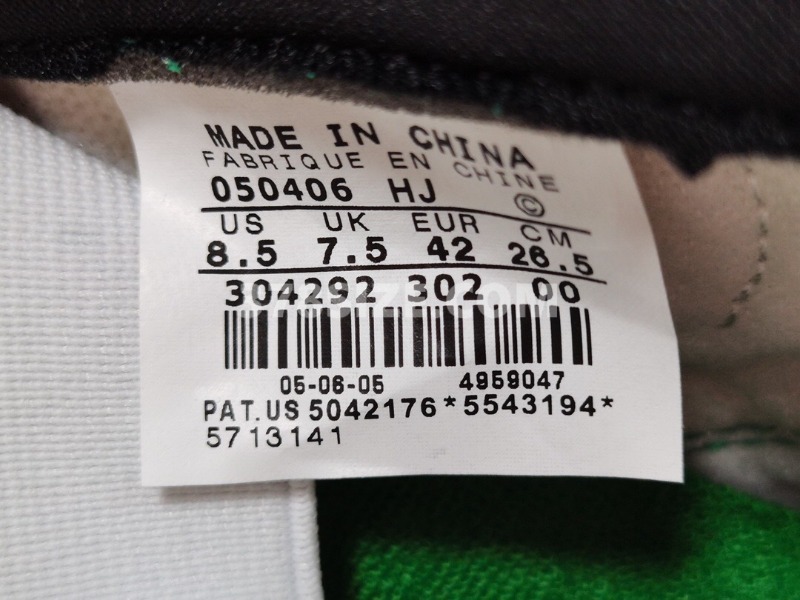 MADE IN CHINA
FABRIQUE EN CHINE
050406 HJ ©
US UK EUR CM
8.5 7.5 42 26.5
304292 302 00
05-06-05 4959047
PAT.US 5042176*5543194*
5713141